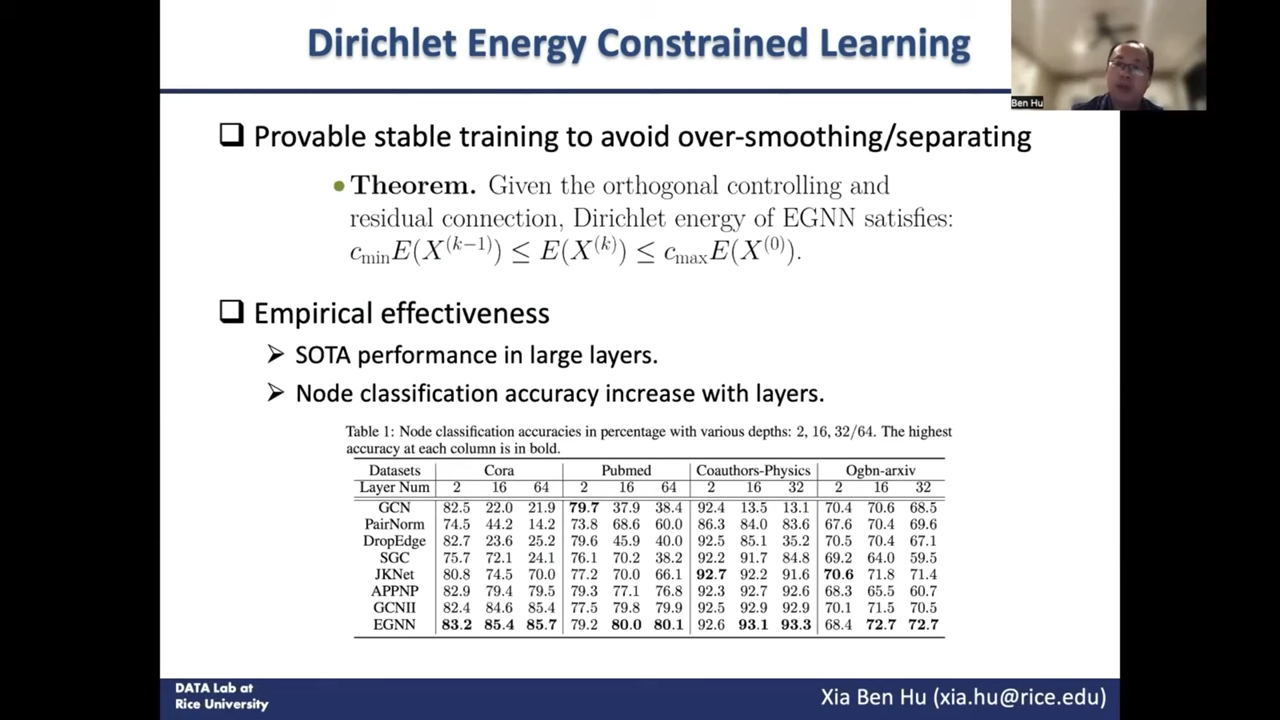 Dirichlet Energy Constrained Learning
Ben Hu
❑ Provable stable training to avoid over-smoothing/separating
• Theorem. Given the orthogonal controlling and
residual connection, Dirichlet energy of EGNN satisfies:
c_min E(X^(k−1)) ≤ E(X^(k)) ≤ c_max E(X^(0)).
❑ Empirical effectiveness
➢ SOTA performance in large layers.
➢ Node classification accuracy increase with layers.
Table 1: Node classification accuracies in percentage with various depths: 2, 16, 32/64. The highest
accuracy at each column is in bold.
Datasets Cora Pubmed Coauthors-Physics Ogbn-arxiv
Layer Num 2 16 64 2 16 64 2 16 32 2 16 32
GCN 82.5 22.0 21.9 79.7 37.9 38.4 92.4 13.5 13.1 70.4 70.6 68.5
PairNorm 74.5 44.2 14.2 73.8 68.6 60.0 86.3 84.0 83.6 67.6 70.4 69.6
DropEdge 82.7 23.6 25.2 79.6 45.9 40.0 92.5 85.1 35.2 70.5 70.4 67.1
SGC 75.7 72.1 24.1 76.1 70.2 38.2 92.2 91.7 84.8 69.2 64.0 59.5
JKNet 80.8 74.5 70.0 77.2 70.0 66.1 92.7 92.2 91.6 70.6 71.8 71.4
APPNP 82.9 79.4 79.5 79.3 77.1 76.8 92.3 92.7 92.6 68.3 65.5 60.7
GCNII 82.4 84.6 85.4 77.5 79.8 79.9 92.5 92.9 92.9 70.1 71.5 70.5
EGNN 83.2 85.4 85.7 79.2 80.0 80.1 92.6 93.1 93.3 68.4 72.7 72.7
DATA Lab at
Rice University
Xia Ben Hu (xia.hu@rice.edu)